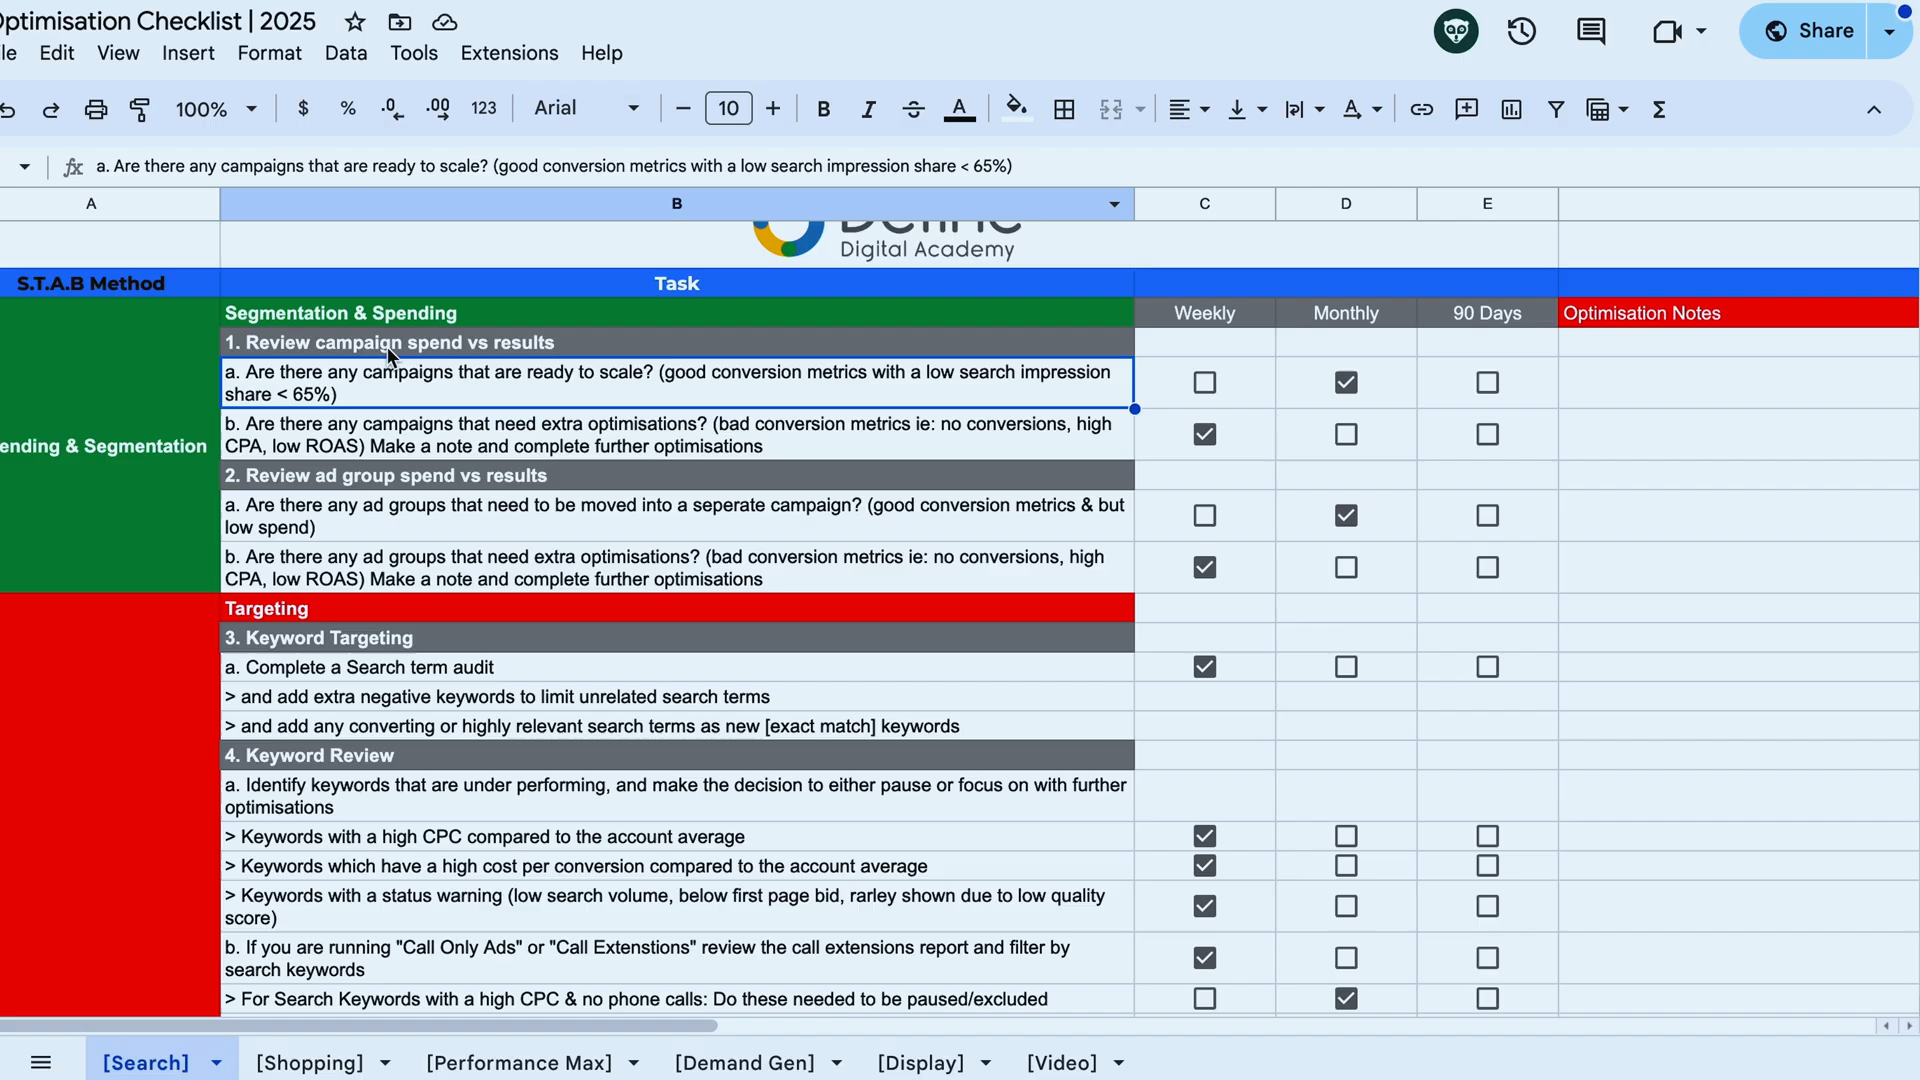 ptimisation Checklist | 2025
le Edit View Insert Format Data Tools Extensions Help
Share
100% $ % .0 .00 123 Arial 10 B I S A Σ
fx a. Are there any campaigns that are ready to scale? (good conversion metrics with a low search impression share < 65%)
A B C D E
Digital Academy
S.T.A.B Method Task
Segmentation & Spending Weekly Monthly 90 Days Optimisation Notes
1. Review campaign spend vs results
a. Are there any campaigns that are ready to scale? (good conversion metrics with a low search impression
share < 65%)
b. Are there any campaigns that need extra optimisations? (bad conversion metrics ie: no conversions, high
CPA, low ROAS) Make a note and complete further optimisations
ending & Segmentation
2. Review ad group spend vs results
a. Are there any ad groups that need to be moved into a seperate campaign? (good conversion metrics & but
low spend)
b. Are there any ad groups that need extra optimisations? (bad conversion metrics ie: no conversions, high
CPA, low ROAS) Make a note and complete further optimisations
Targeting
3. Keyword Targeting
a. Complete a Search term audit
> and add extra negative keywords to limit unrelated search terms
> and add any converting or highly relevant search terms as new [exact match] keywords
4. Keyword Review
a. Identify keywords that are under performing, and make the decision to either pause or focus on with further
optimisations
> Keywords with a high CPC compared to the account average
> Keywords which have a high cost per conversion compared to the account average
> Keywords with a status warning (low search volume, below first page bid, rarley shown due to low quality
score)
b. If you are running "Call Only Ads" or "Call Extenstions" review the call extensions report and filter by
search keywords
> For Search Keywords with a high CPC & no phone calls: Do these needed to be paused/excluded
[Search] [Shopping] [Performance Max] [Demand Gen] [Display] [Video]